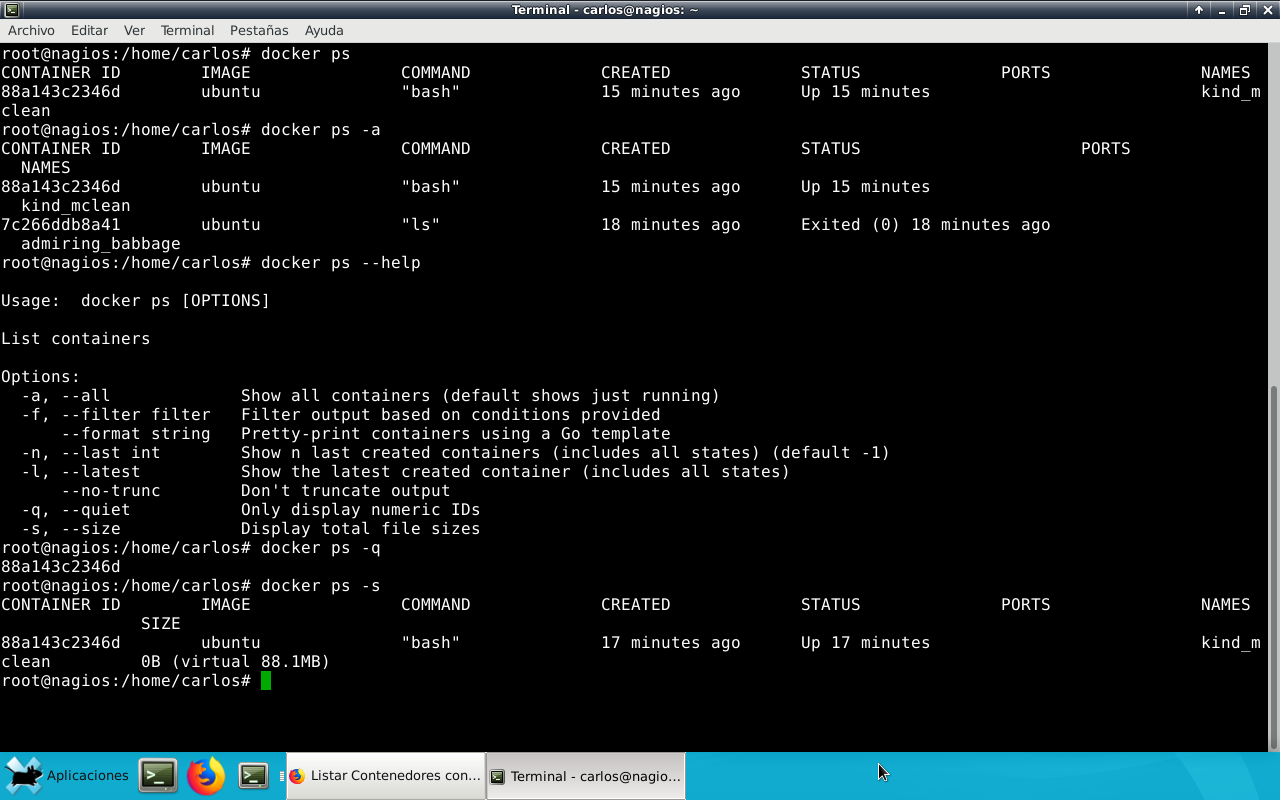 Terminal - carlos@nagios: ~
Archivo Editar Ver Terminal Pestañas Ayuda
root@nagios:/home/carlos# docker ps
CONTAINER ID        IMAGE               COMMAND             CREATED             STATUS              PORTS               NAMES
88a143c2346d        ubuntu              "bash"              15 minutes ago      Up 15 minutes                           kind_m
clean
root@nagios:/home/carlos# docker ps -a
CONTAINER ID        IMAGE               COMMAND             CREATED             STATUS                      PORTS
  NAMES
88a143c2346d        ubuntu              "bash"              15 minutes ago      Up 15 minutes
  kind_mclean
7c266ddb8a41        ubuntu              "ls"                18 minutes ago      Exited (0) 18 minutes ago
  admiring_babbage
root@nagios:/home/carlos# docker ps --help
Usage:  docker ps [OPTIONS]
List containers
Options:
  -a, --all             Show all containers (default shows just running)
  -f, --filter filter   Filter output based on conditions provided
      --format string   Pretty-print containers using a Go template
  -n, --last int        Show n last created containers (includes all states) (default -1)
  -l, --latest          Show the latest created container (includes all states)
      --no-trunc        Don't truncate output
  -q, --quiet           Only display numeric IDs
  -s, --size            Display total file sizes
root@nagios:/home/carlos# docker ps -q
88a143c2346d
root@nagios:/home/carlos# docker ps -s
CONTAINER ID        IMAGE               COMMAND             CREATED             STATUS              PORTS               NAMES
              SIZE
88a143c2346d        ubuntu              "bash"              17 minutes ago      Up 17 minutes                           kind_m
clean         0B (virtual 88.1MB)
root@nagios:/home/carlos#
Aplicaciones Listar Contenedores con... Terminal - carlos@nagio...